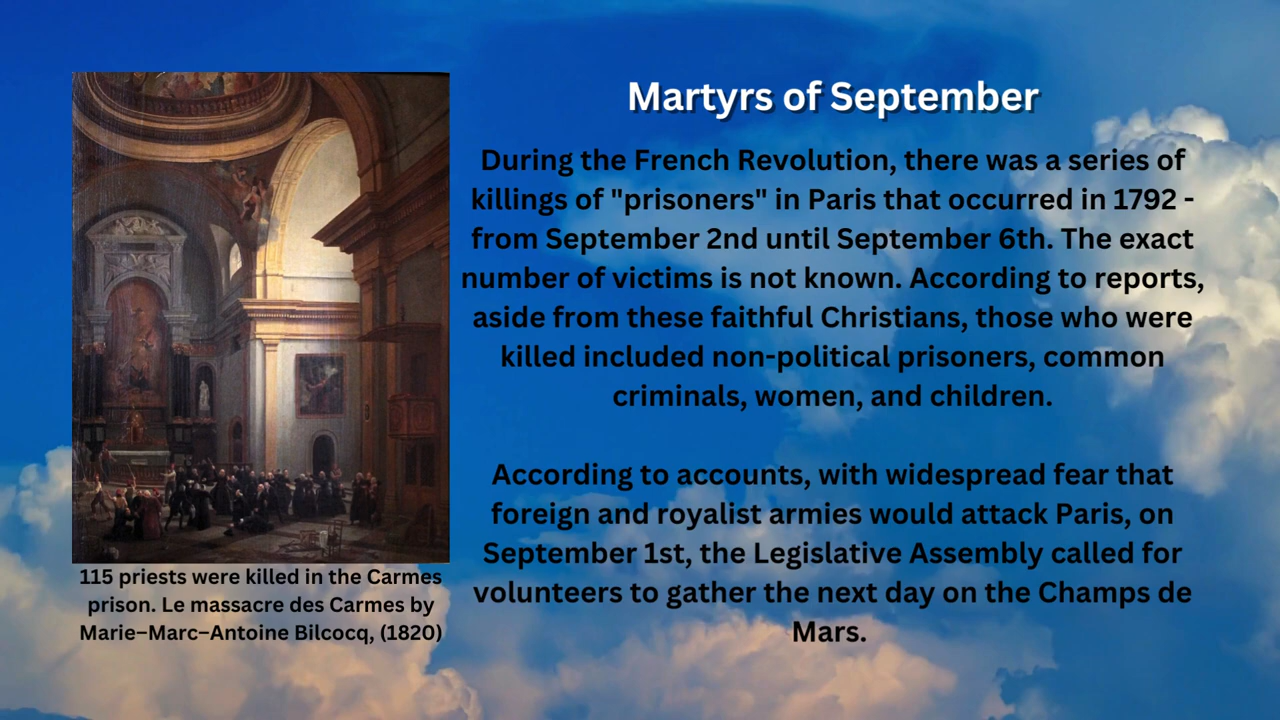 Martyrs of September
During the French Revolution, there was a series of
killings of "prisoners" in Paris that occurred in 1792 -
from September 2nd until September 6th. The exact
number of victims is not known. According to reports,
aside from these faithful Christians, those who were
killed included non-political prisoners, common
criminals, women, and children.
According to accounts, with widespread fear that
foreign and royalist armies would attack Paris, on
September 1st, the Legislative Assembly called for
volunteers to gather the next day on the Champs de
Mars.
115 priests were killed in the Carmes
prison. Le massacre des Carmes by
Marie–Marc–Antoine Bilcocq, (1820)